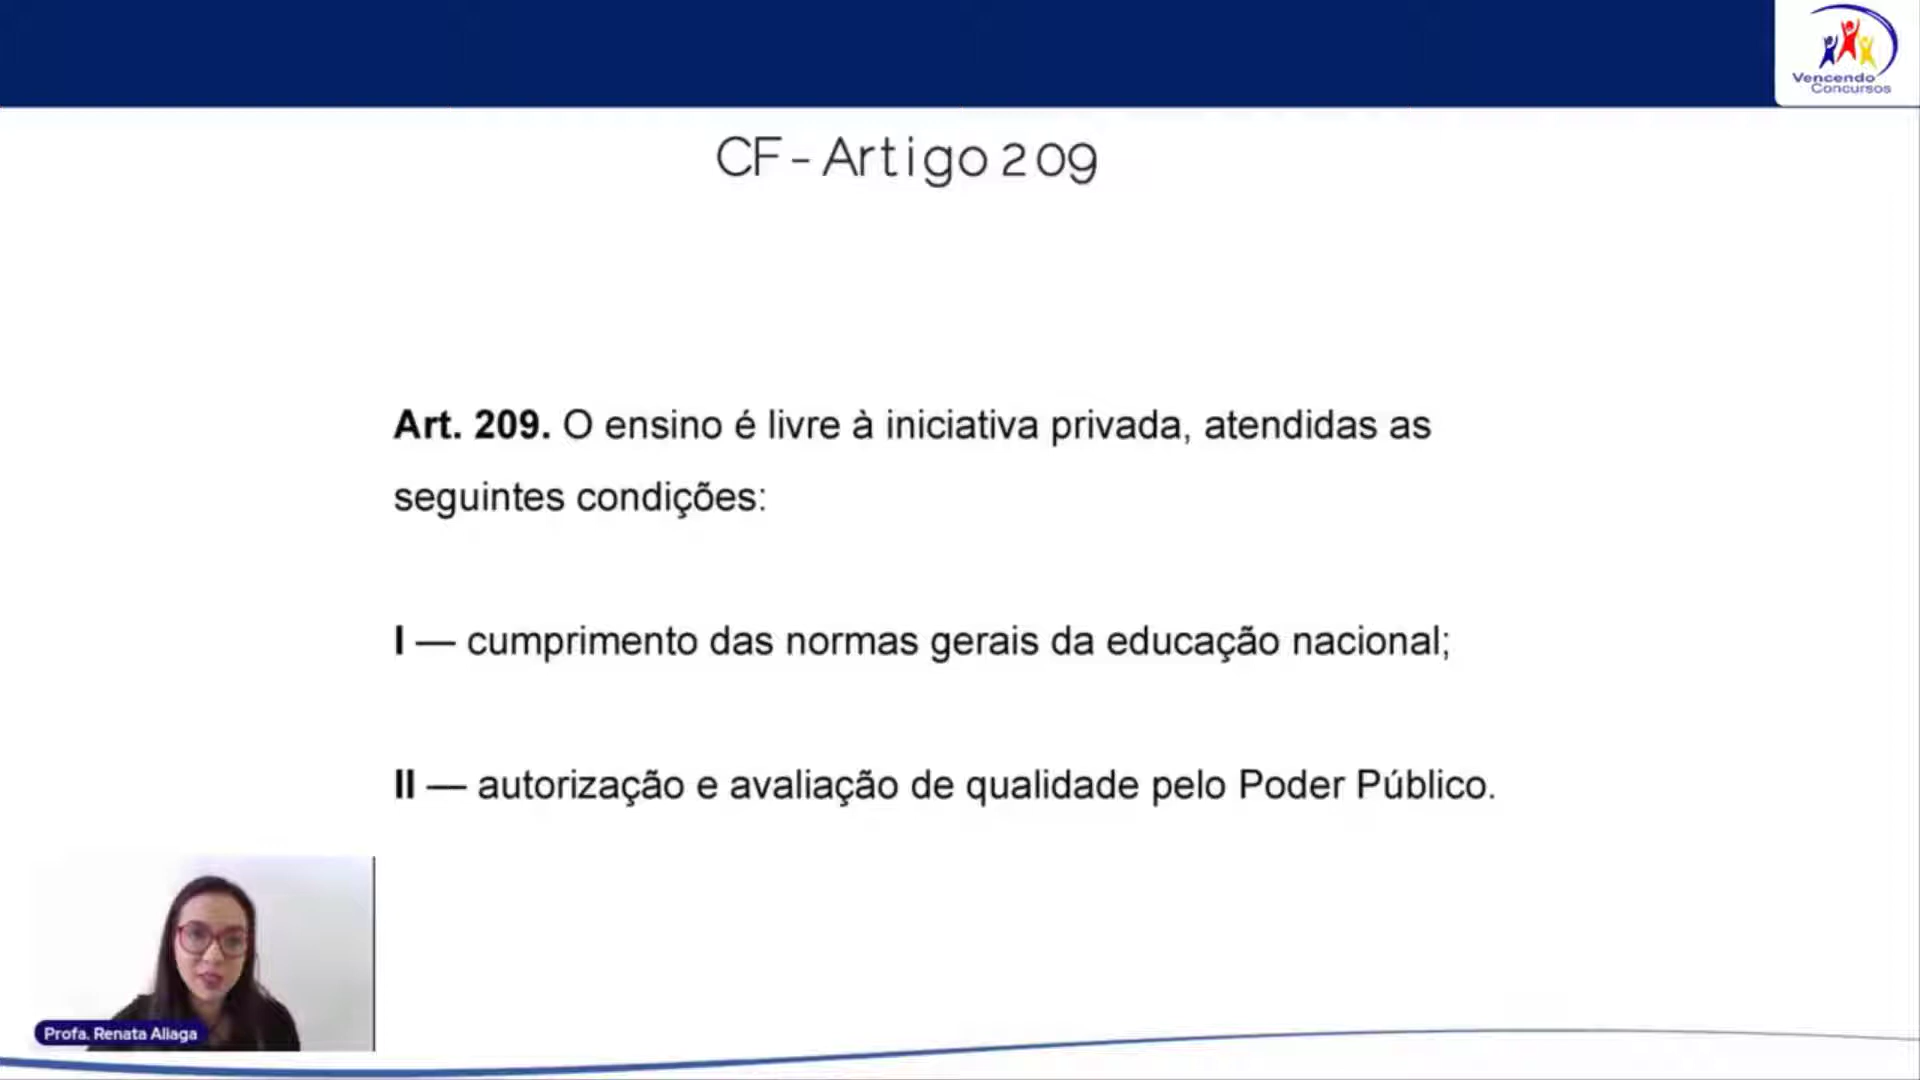 Vencendo
Concursos
CF - Artigo 209
Art. 209. O ensino é livre à iniciativa privada, atendidas as
seguintes condições:
I — cumprimento das normas gerais da educação nacional;
II — autorização e avaliação de qualidade pelo Poder Público.
Profa. Renata Aliaga